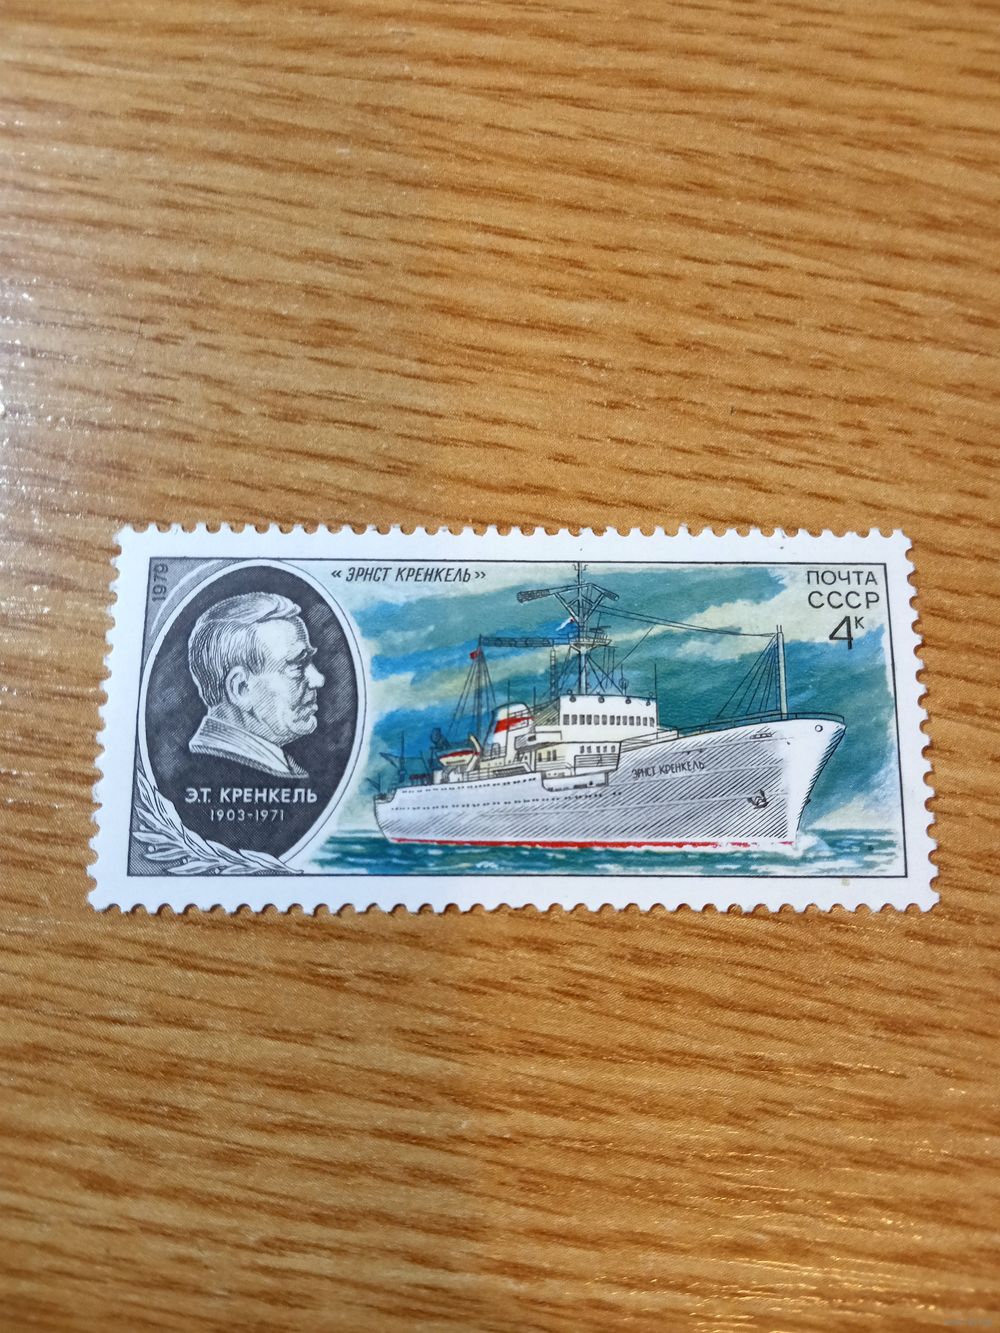 1979
«ЭРНСТ КРЕНКЕЛЬ»
ПОЧТА
СССР
4К
ЭРНСТ КРЕНКЕЛЬ
Э.Т. КРЕНКЕЛЬ
1903-1971